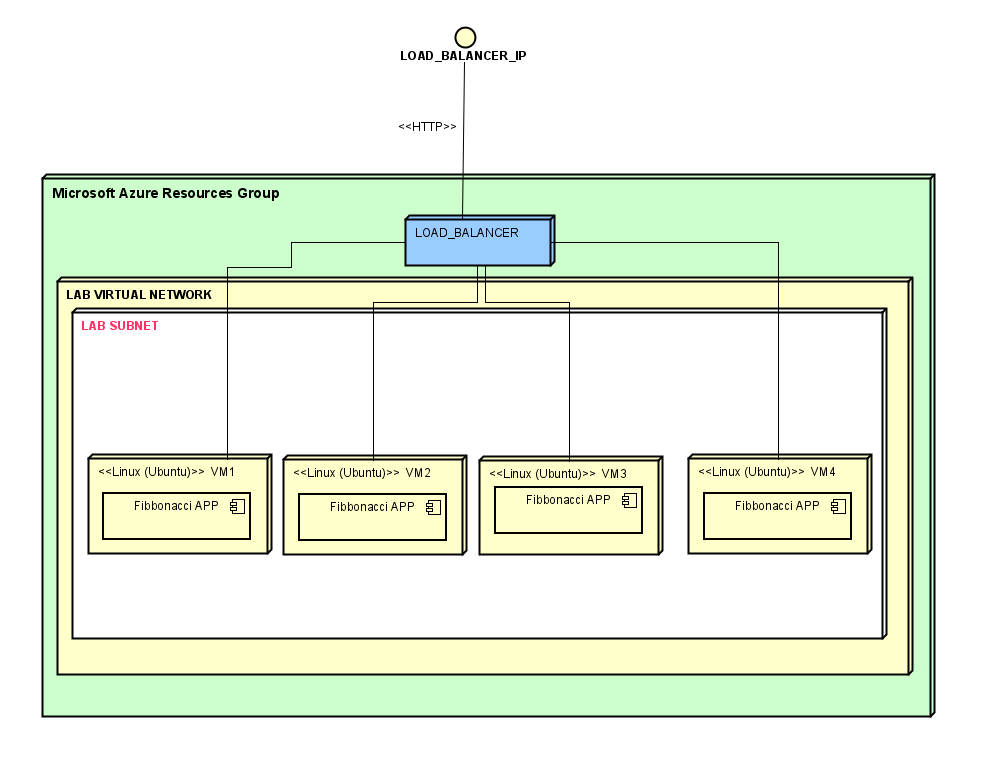 LOAD_BALANCER_IP
<<HTTP>>
Microsoft Azure Resources Group
LOAD_BALANCER
LAB VIRTUAL NETWORK
LAB SUBNET
<<Linux (Ubuntu)>> VM1
Fibbonacci APP
<<Linux (Ubuntu)>> VM2
Fibbonacci APP
<<Linux (Ubuntu)>> VM3
Fibbonacci APP
<<Linux (Ubuntu)>> VM4
Fibbonacci APP